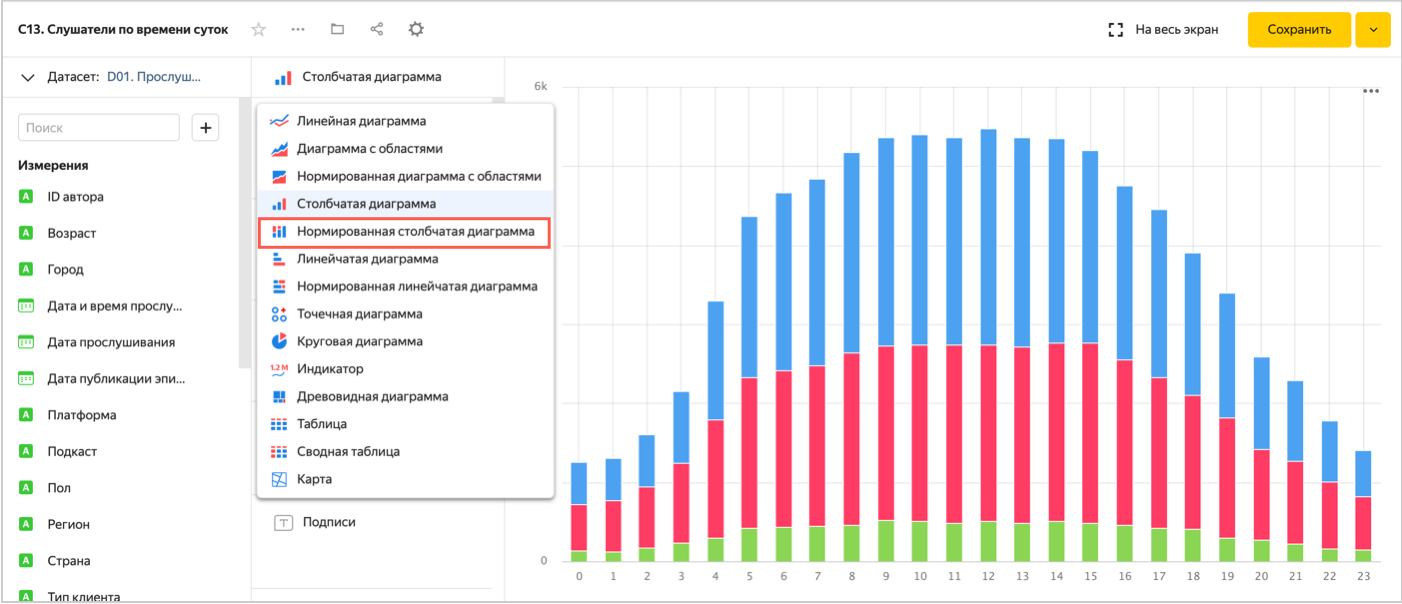 С13. Слушатели по времени суток
На весь экран
Сохранить
Датасет: D01. Прослуш...
Столбчатая диаграмма
Поиск
+
Измерения
ID автора
Возраст
Город
Дата и время прослу...
Дата прослушивания
Дата публикации эпи...
Платформа
Подкаст
Пол
Регион
Страна
Тип клиента
Линейная диаграмма
Диаграмма с областями
Нормированная диаграмма с областями
Столбчатая диаграмма
Нормированная столбчатая диаграмма
Линейчатая диаграмма
Нормированная линейчатая диаграмма
Точечная диаграмма
Круговая диаграмма
1.2 M Индикатор
Древовидная диаграмма
Таблица
Сводная таблица
Карта
Подписи
6k
0
0 1 2 3 4 5 6 7 8 9 10 11 12 13 14 15 16 17 18 19 20 21 22 23